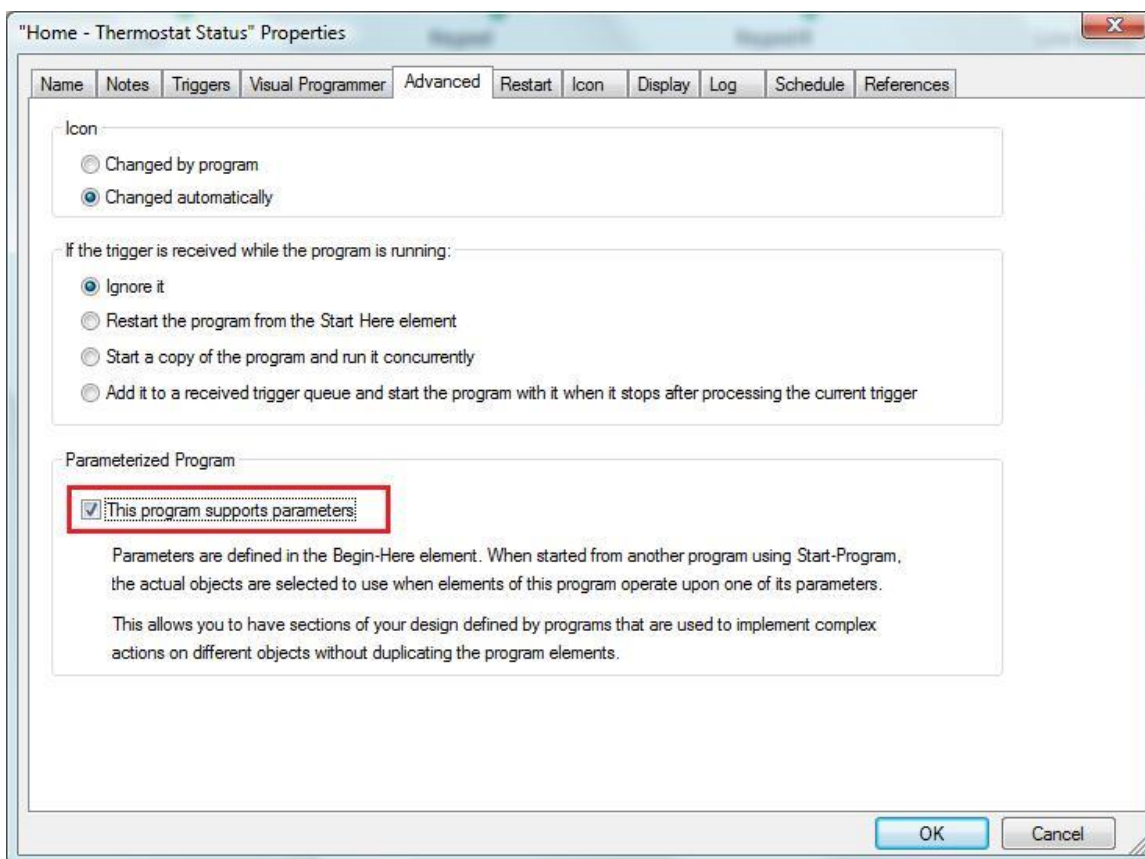 "Home - Thermostat Status" Properties
Name Notes Triggers Visual Programmer Advanced Restart Icon Display Log Schedule References
Icon
Changed by program
Changed automatically
If the trigger is received while the program is running:
Ignore it
Restart the program from the Start Here element
Start a copy of the program and run it concurrently
Add it to a received trigger queue and start the program with it when it stops after processing the current trigger
Parameterized Program
This program supports parameters
Parameters are defined in the Begin-Here element. When started from another program using Start-Program,
the actual objects are selected to use when elements of this program operate upon one of its parameters.
This allows you to have sections of your design defined by programs that are used to implement complex
actions on different objects without duplicating the program elements.
OK Cancel